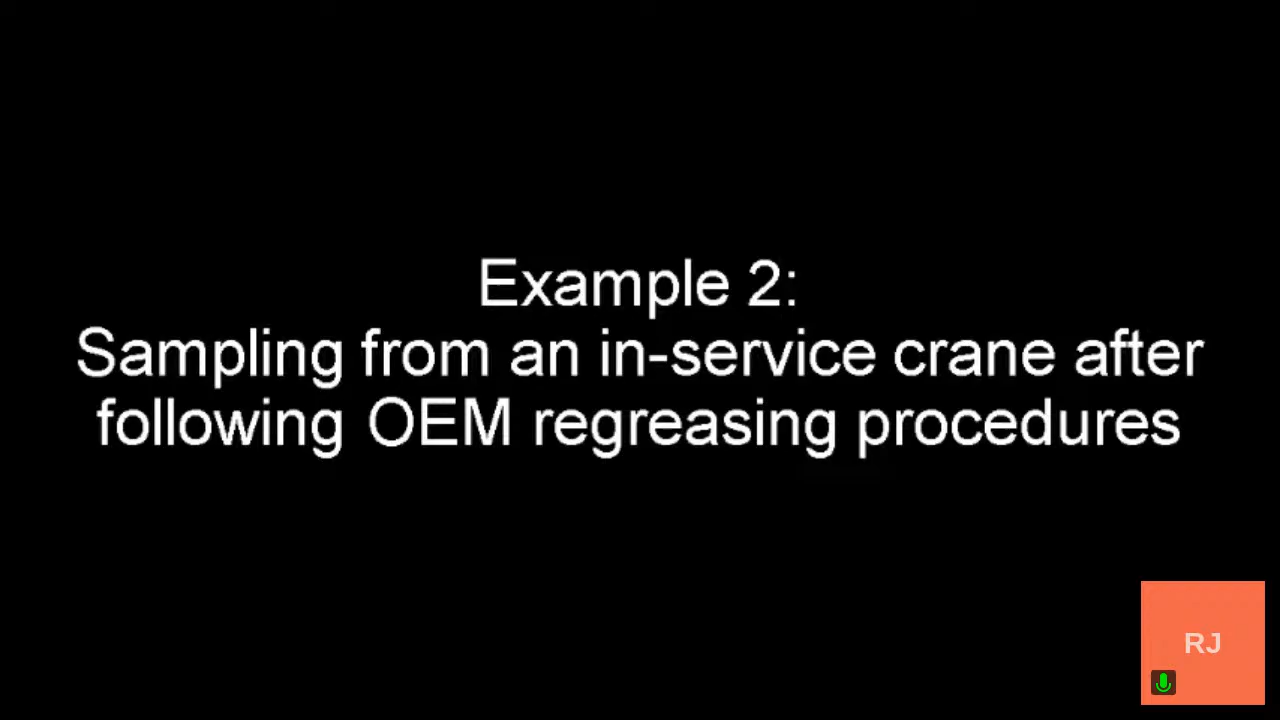 Example 2:
Sampling from an in-service crane after
following OEM regreasing procedures
RJ